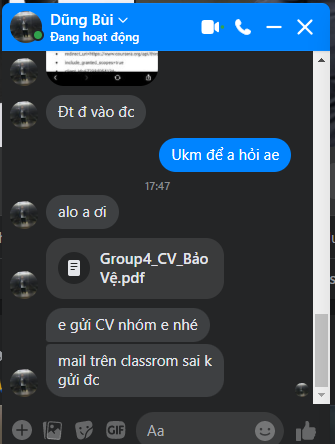 Dũng Bùi
Đang hoạt động
Đt đ vào đc
Ukm để a hỏi ae
17:47
alo a ơi
Group4_CV_Bảo
Vệ.pdf
e gửi CV nhóm e nhé
mail trên classrom sai k
gửi đc
GIF
Aa